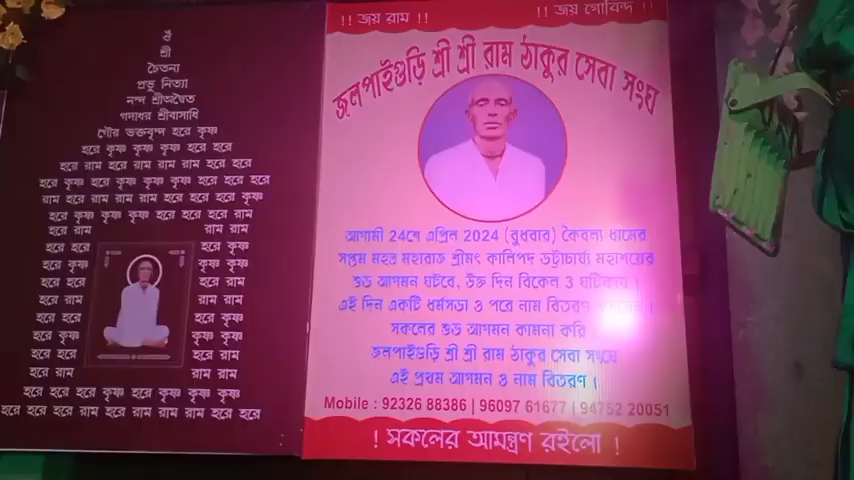 ওঁ
শ্রী
চৈতন্য
প্রভু নিত্যা
নন্দ শ্রীঅদ্বৈত
গদাধর শ্রীবাসাধি
গৌর ভক্তবৃন্দ হরে কৃষ্ণ
হরে কৃষ্ণ কৃষ্ণ কৃষ্ণ হরে হরে
হরে রাম হরে রাম রাম রাম হরে হরে
হরে কৃষ্ণ হরে কৃষ্ণ কৃষ্ণ কৃষ্ণ হরে হরে হরে
রাম হরে রাম রাম রাম হরে হরে হরে কৃষ্ণ
হরে কৃষ্ণ কৃষ্ণ কৃষ্ণ হরে হরে হরে রাম
হরে রাম রাম রাম
হরে হরে হরে কৃষ্ণ
হরে কৃষ্ণ কৃষ্ণ কৃষ্ণ
হরে হরে হরে রাম
হরে রাম রাম রাম
হরে হরে হরে কৃষ্ণ
হরে কৃষ্ণ কৃষ্ণ কৃষ্ণ
হরে হরে হরে রাম
হরে রাম রাম রাম
হরে হরে হরে কৃষ্ণ হরে কৃষ্ণ কৃষ্ণ কৃষ্ণ
হরে হরে হরে রাম হরে রাম রাম রাম হরে হরে
!! জয় রাম !! !! জয় গোবিন্দ !!
জলপাইগুড়ি শ্রী শ্রী রাম ঠাকুর সেবা সংঘ
আগামী 24শে এপ্রিল 2024 (বুধবার) কৈবল্য ধামের
সপ্তম মহন্ত মহারাজ শ্রীমৎ কালিপদ ভট্টাচার্য্য মহাশয়ের
শুভ আগমন ঘটবে, উক্ত দিন বিকেল 3 ঘটিকায় ।
এই দিন একটি ধর্মসভা ও পরে নাম বিতরণ
সকলের শুভ আগমন কামনা করি
জলপাইগুড়ি শ্রী শ্রী রাম ঠাকুর সেবা সংঘে
এই প্রথম আগমন ও নাম বিতরণ ।
Mobile : 92326 88386 | 96097 61677 | 94752 20051
! সকলের আমন্ত্রণ রইলো !